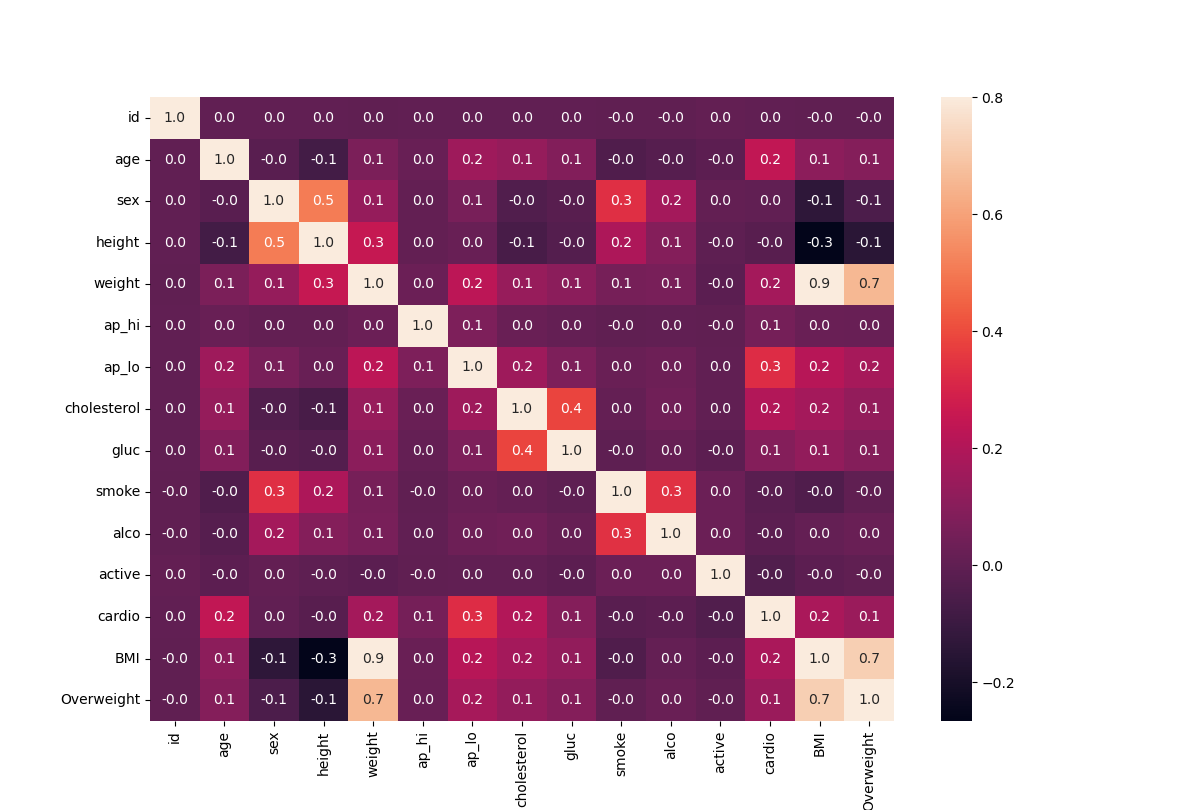 id 1.0 0.0 0.0 0.0 0.0 0.0 0.0 0.0 0.0 -0.0 -0.0 0.0 0.0 -0.0 -0.0
age 0.0 1.0 -0.0 -0.1 0.1 0.0 0.2 0.1 0.1 -0.0 -0.0 -0.0 0.2 0.1 0.1
sex 0.0 -0.0 1.0 0.5 0.1 0.0 0.1 -0.0 -0.0 0.3 0.2 0.0 0.0 -0.1 -0.1
height 0.0 -0.1 0.5 1.0 0.3 0.0 0.0 -0.1 -0.0 0.2 0.1 -0.0 -0.0 -0.3 -0.1
weight 0.0 0.1 0.1 0.3 1.0 0.0 0.2 0.1 0.1 0.1 0.1 -0.0 0.2 0.9 0.7
ap_hi 0.0 0.0 0.0 0.0 0.0 1.0 0.1 0.0 0.0 -0.0 0.0 -0.0 0.1 0.0 0.0
ap_lo 0.0 0.2 0.1 0.0 0.2 0.1 1.0 0.2 0.1 0.0 0.0 0.0 0.3 0.2 0.2
cholesterol 0.0 0.1 -0.0 -0.1 0.1 0.0 0.2 1.0 0.4 0.0 0.0 0.0 0.2 0.2 0.1
gluc 0.0 0.1 -0.0 -0.0 0.1 0.0 0.1 0.4 1.0 -0.0 0.0 -0.0 0.1 0.1 0.1
smoke -0.0 -0.0 0.3 0.2 0.1 -0.0 0.0 0.0 -0.0 1.0 0.3 0.0 -0.0 -0.0 -0.0
alco -0.0 -0.0 0.2 0.1 0.1 0.0 0.0 0.0 0.0 0.3 1.0 0.0 -0.0 0.0 0.0
active 0.0 -0.0 0.0 -0.0 -0.0 -0.0 0.0 0.0 -0.0 0.0 0.0 1.0 -0.0 -0.0 -0.0
cardio 0.0 0.2 0.0 -0.0 0.2 0.1 0.3 0.2 0.1 -0.0 -0.0 -0.0 1.0 0.2 0.1
BMI -0.0 0.1 -0.1 -0.3 0.9 0.0 0.2 0.2 0.1 -0.0 0.0 -0.0 0.2 1.0 0.7
Overweight -0.0 0.1 -0.1 -0.1 0.7 0.0 0.2 0.1 0.1 -0.0 0.0 -0.0 0.1 0.7 1.0
id age sex height weight ap_hi ap_lo cholesterol gluc smoke alco active cardio BMI Overweight
0.8
0.6
0.4
0.2
0.0
−0.2